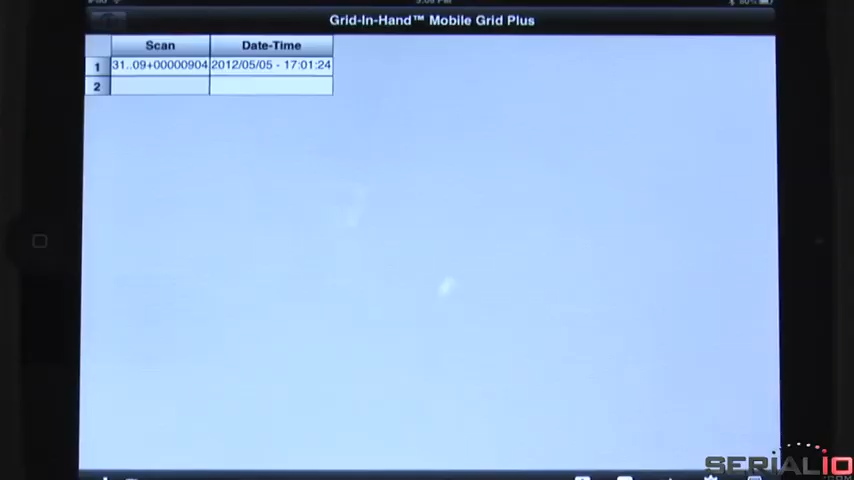 Grid-In-Hand™ Mobile Grid Plus
Scan Date-Time
1 31..09+00000904 2012/05/05 - 17:01:24
2
SERIALIO
.COM